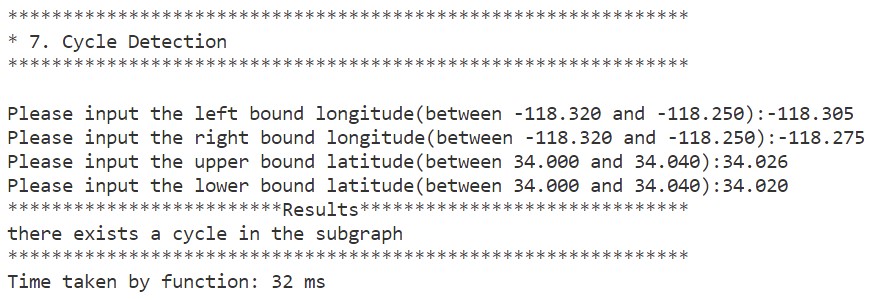 **************************************************************
* 7. Cycle Detection
**************************************************************
Please input the left bound longitude(between -118.320 and -118.250):-118.305
Please input the right bound longitude(between -118.320 and -118.250):-118.275
Please input the upper bound latitude(between 34.000 and 34.040):34.026
Please input the lower bound latitude(between 34.000 and 34.040):34.020
*************************Results******************************
there exists a cycle in the subgraph
**************************************************************
Time taken by function: 32 ms